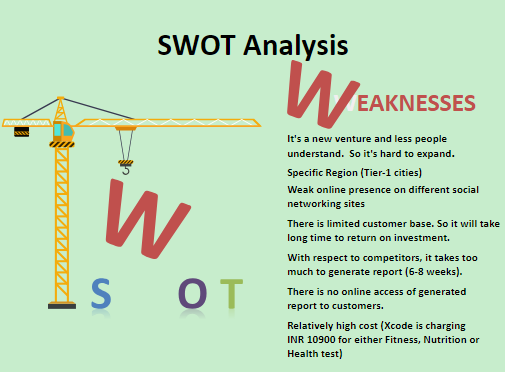 SWOT Analysis
WEAKNESSES
It's a new venture and less people
understand. So it's hard to expand.
Specific Region (Tier-1 cities)
Weak online presence on different social
networking sites
There is limited customer base. So it will take
long time to return on investment.
With respect to competitors, it takes too
much to generate report (6-8 weeks).
There is no online access of generated
report to customers.
Relatively high cost (Xcode is charging
INR 10900 for either Fitness, Nutrition or
Health test)
W
S OT